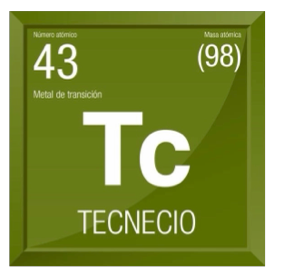 Número atómico
Masa atómica
43
(98)
Metal de transición
Tc
TECNECIO